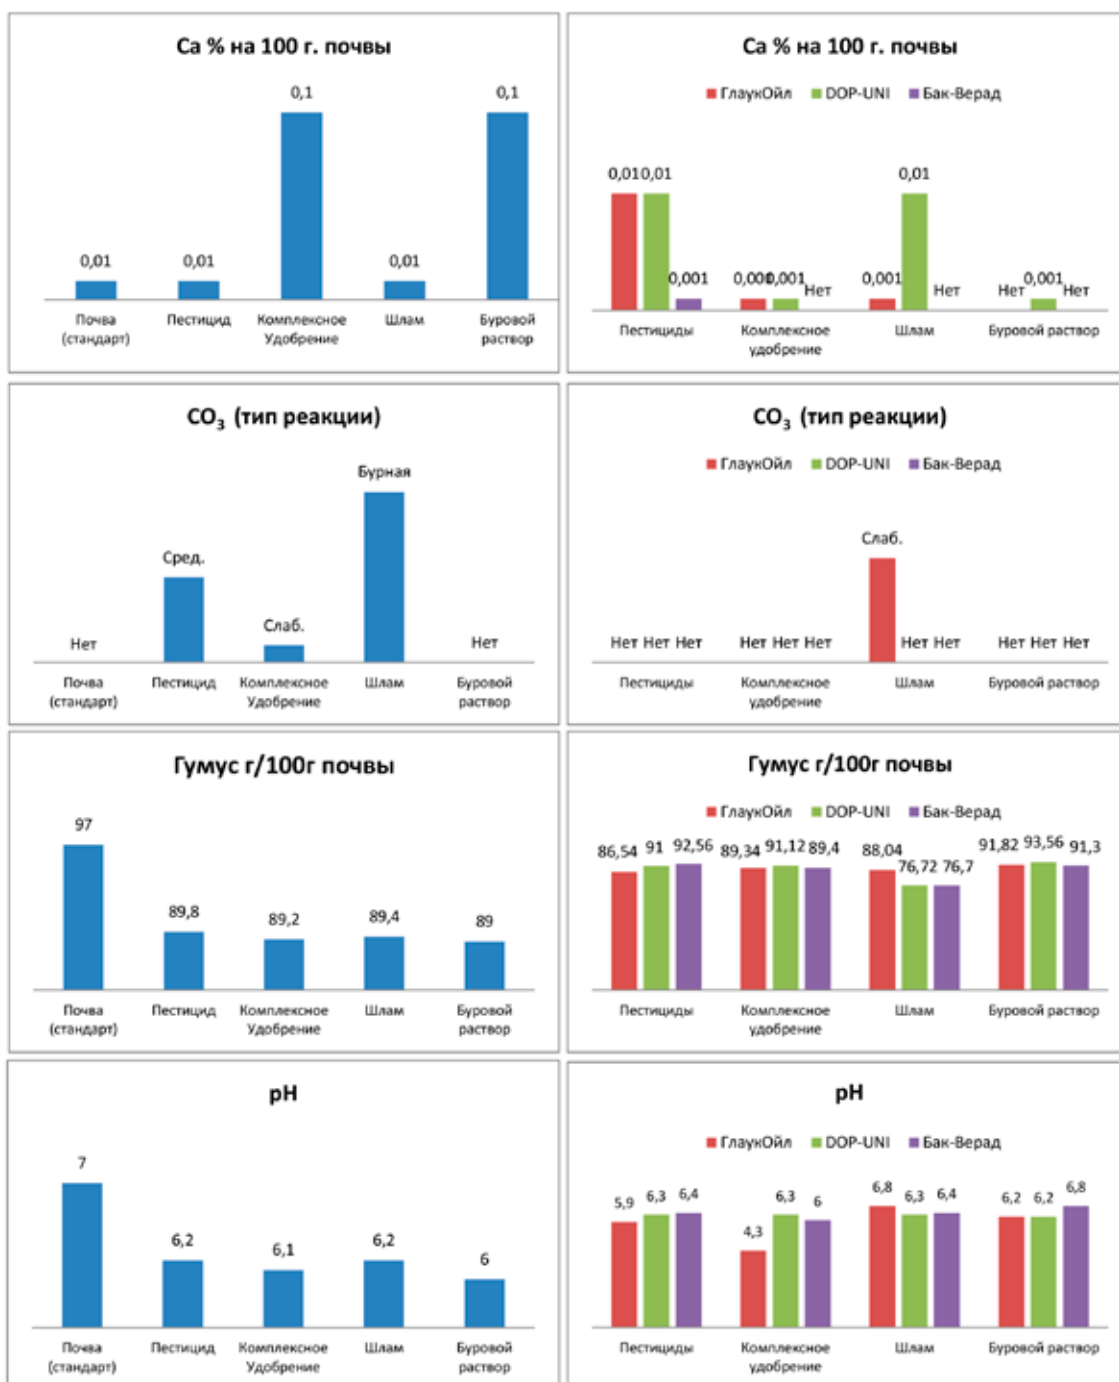 Ca % на 100 г. почвы
0,1 0,1
0,01 0,01 0,01
Почва Пестицид Комплексное Шлам Буровой
(стандарт) Удобрение раствор
Ca % на 100 г. почвы
ГлаукОйл DOP-UNI Бак-Верад
0,01 0,01 0,01
0,001 0,001 0,001 Нет 0,001 Нет Нет 0,001 Нет
Пестициды Комплексное Шлам Буровой раствор
удобрение
CO₃ (тип реакции)
Бурная
Сред.
Слаб.
Нет Нет
Почва Пестицид Комплексное Шлам Буровой
(стандарт) Удобрение раствор
CO₃ (тип реакции)
ГлаукОйл DOP-UNI Бак-Верад
Слаб.
Нет Нет Нет Нет Нет Нет Нет Нет Нет Нет Нет
Пестициды Комплексное Шлам Буровой раствор
удобрение
Гумус г/100г почвы
97
89,8 89,2 89,4 89
Почва Пестицид Комплексное Шлам Буровой
(стандарт) Удобрение раствор
Гумус г/100г почвы
ГлаукОйл DOP-UNI Бак-Верад
86,54 91 92,56 89,34 91,12 89,4 88,04 76,72 76,7 91,82 93,56 91,3
Пестициды Комплексное Шлам Буровой раствор
удобрение
pH
7
6,2 6,1 6,2 6
Почва Пестицид Комплексное Шлам Буровой
(стандарт) Удобрение раствор
pH
ГлаукОйл DOP-UNI Бак-Верад
5,9 6,3 6,4 4,3 6,3 6 6,8 6,3 6,4 6,2 6,2 6,8
Пестициды Комплексное Шлам Буровой раствор
удобрение